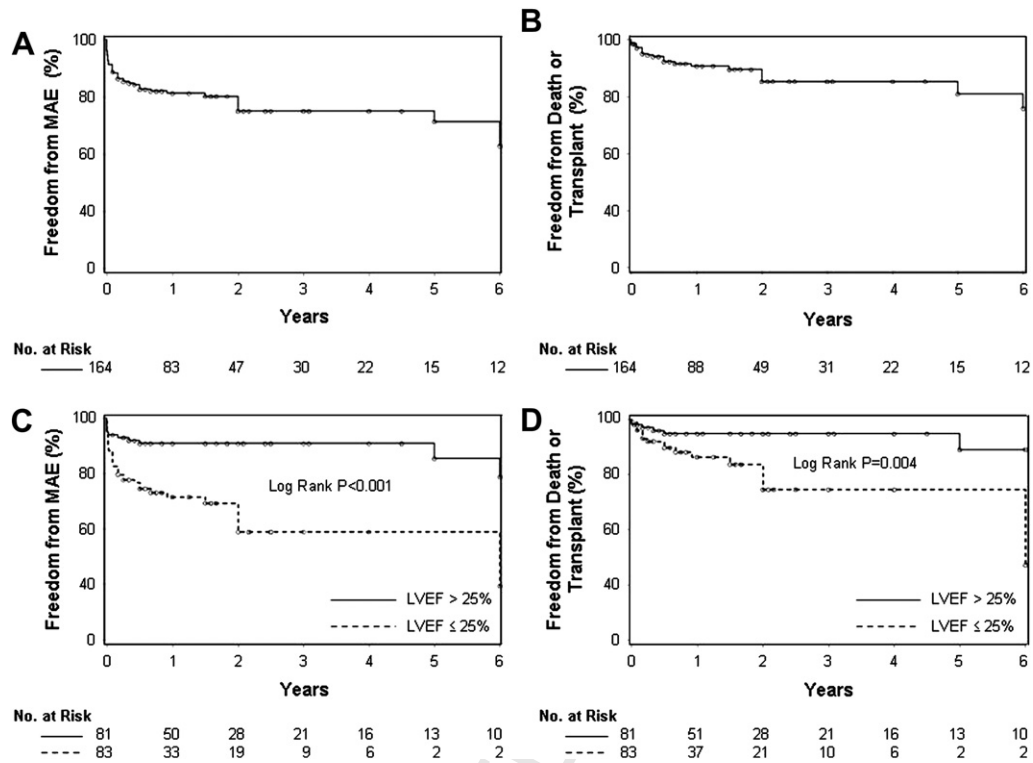 A
Freedom from MAE (%)
100
80
60
40
0
0 1 2 3 4 5 6
Years
No. at Risk
164 83 47 30 22 15 12
B
Freedom from Death or
Transplant (%)
100
80
60
40
0
0 1 2 3 4 5 6
Years
No. at Risk
164 88 49 31 22 15 12
C
Freedom from MAE (%)
100
80
60
40
0
Log Rank P<0.001
LVEF > 25%
LVEF ≤ 25%
0 1 2 3 4 5 6
Years
No. at Risk
81 50 28 21 16 13 10
83 33 19 9 6 2 2
D
Freedom from Death or
Transplant (%)
100
80
60
40
0
Log Rank P=0.004
LVEF > 25%
LVEF ≤ 25%
0 1 2 3 4 5 6
Years
No. at Risk
81 51 28 21 16 13 10
83 37 21 10 6 2 2